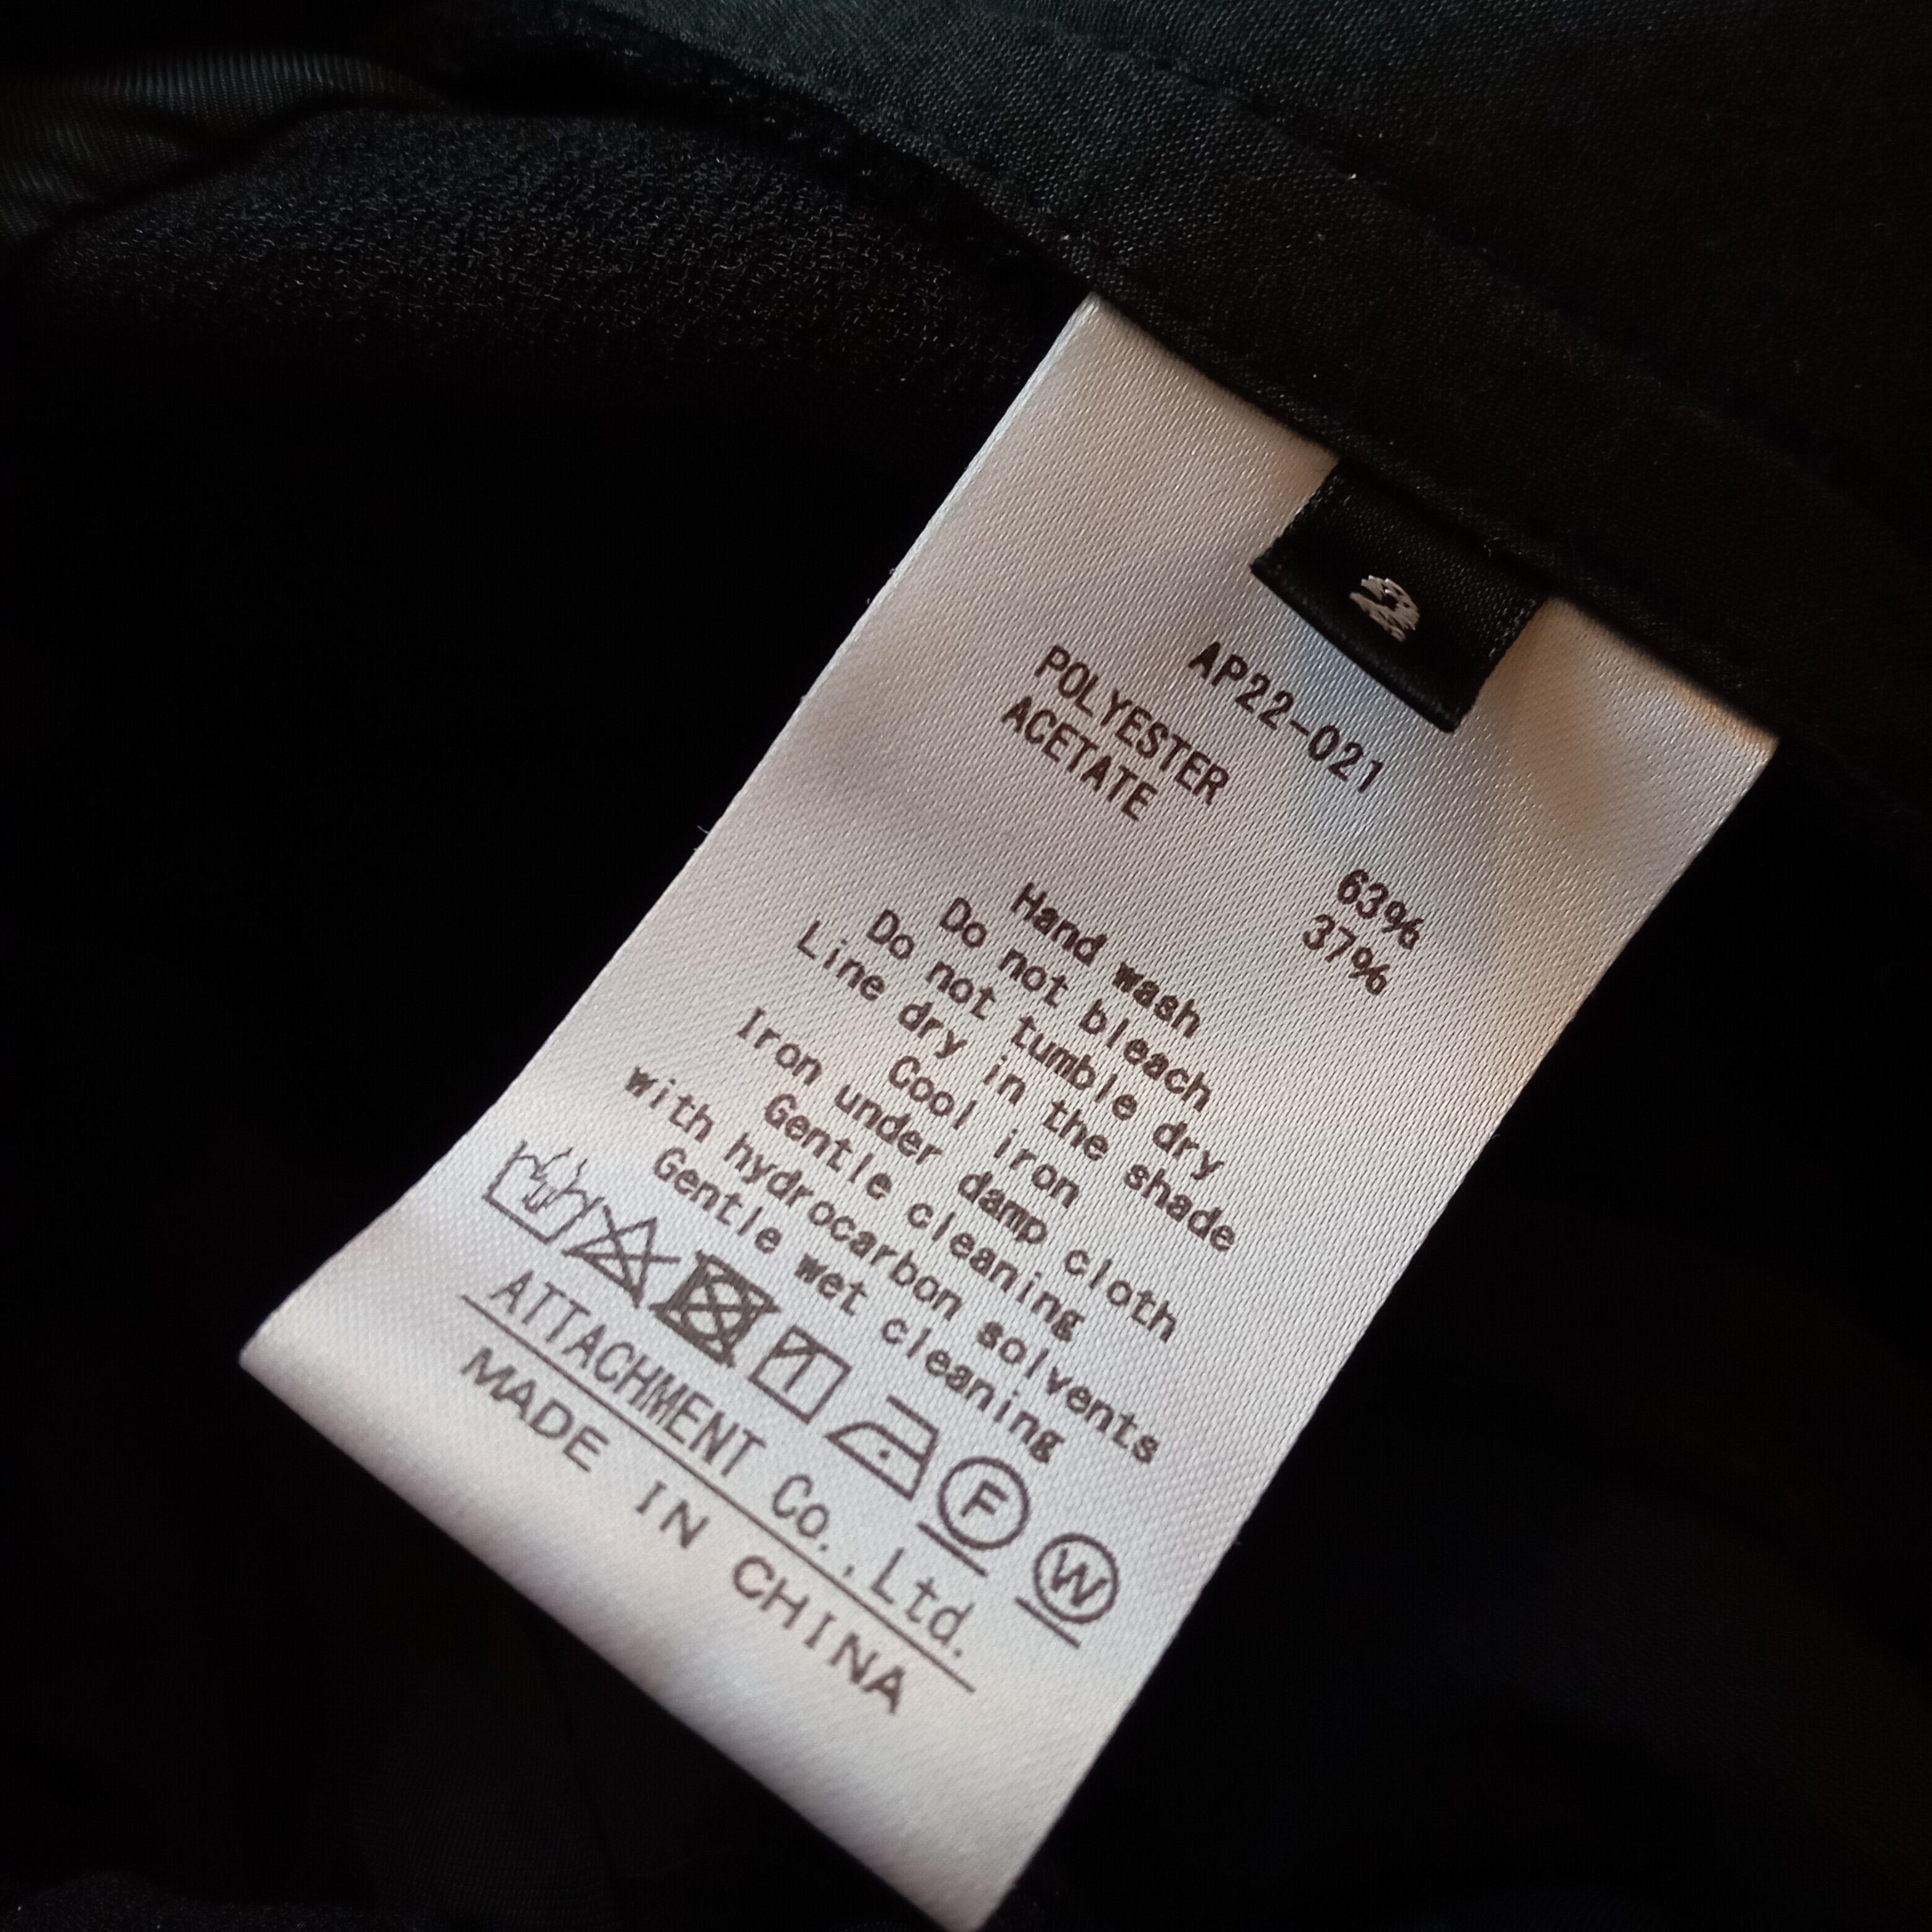 2
AP22-021
POLYESTER 63%
ACETATE 37%
Hand wash
Do not bleach
Do not tumble dry
Line dry in the shade
Cool iron
Iron under damp cloth
Gentle cleaning
with hydrocarbon solvents
Gentle wet cleaning
F W
ATTACHMENT Co.,Ltd.
MADE IN CHINA